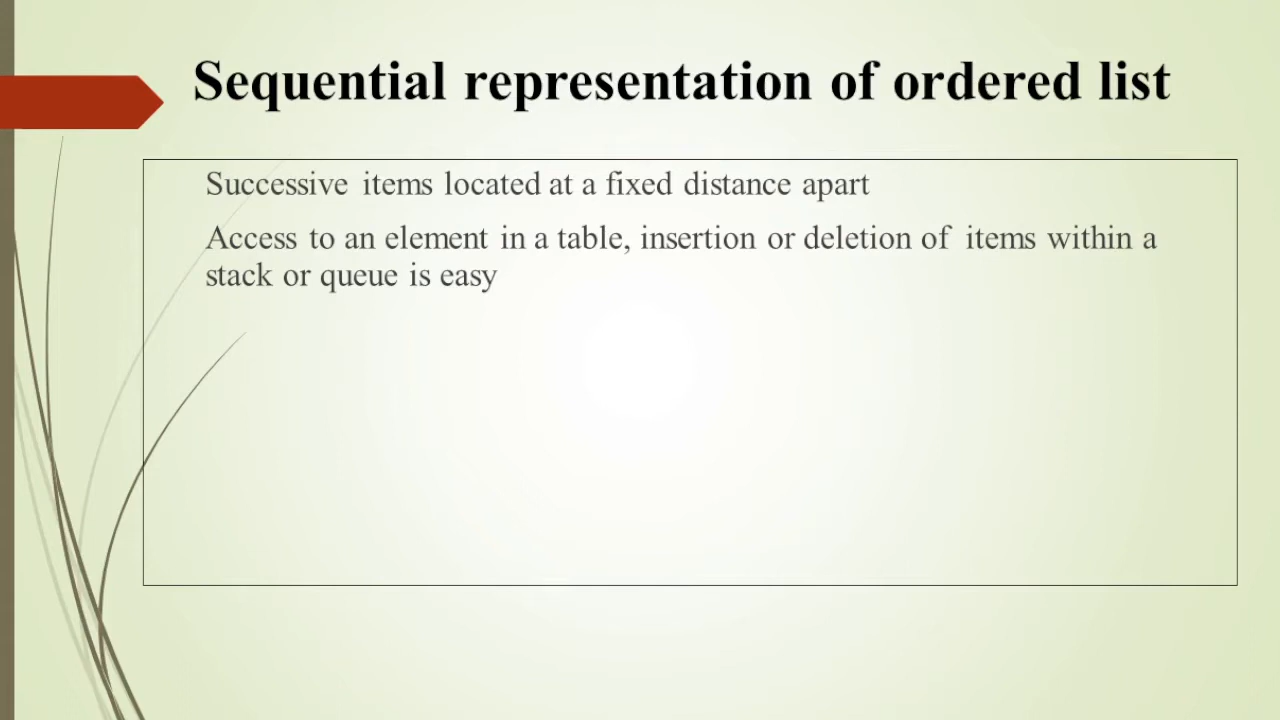 Sequential representation of ordered list
Successive items located at a fixed distance apart
Access to an element in a table, insertion or deletion of items within a
stack or queue is easy